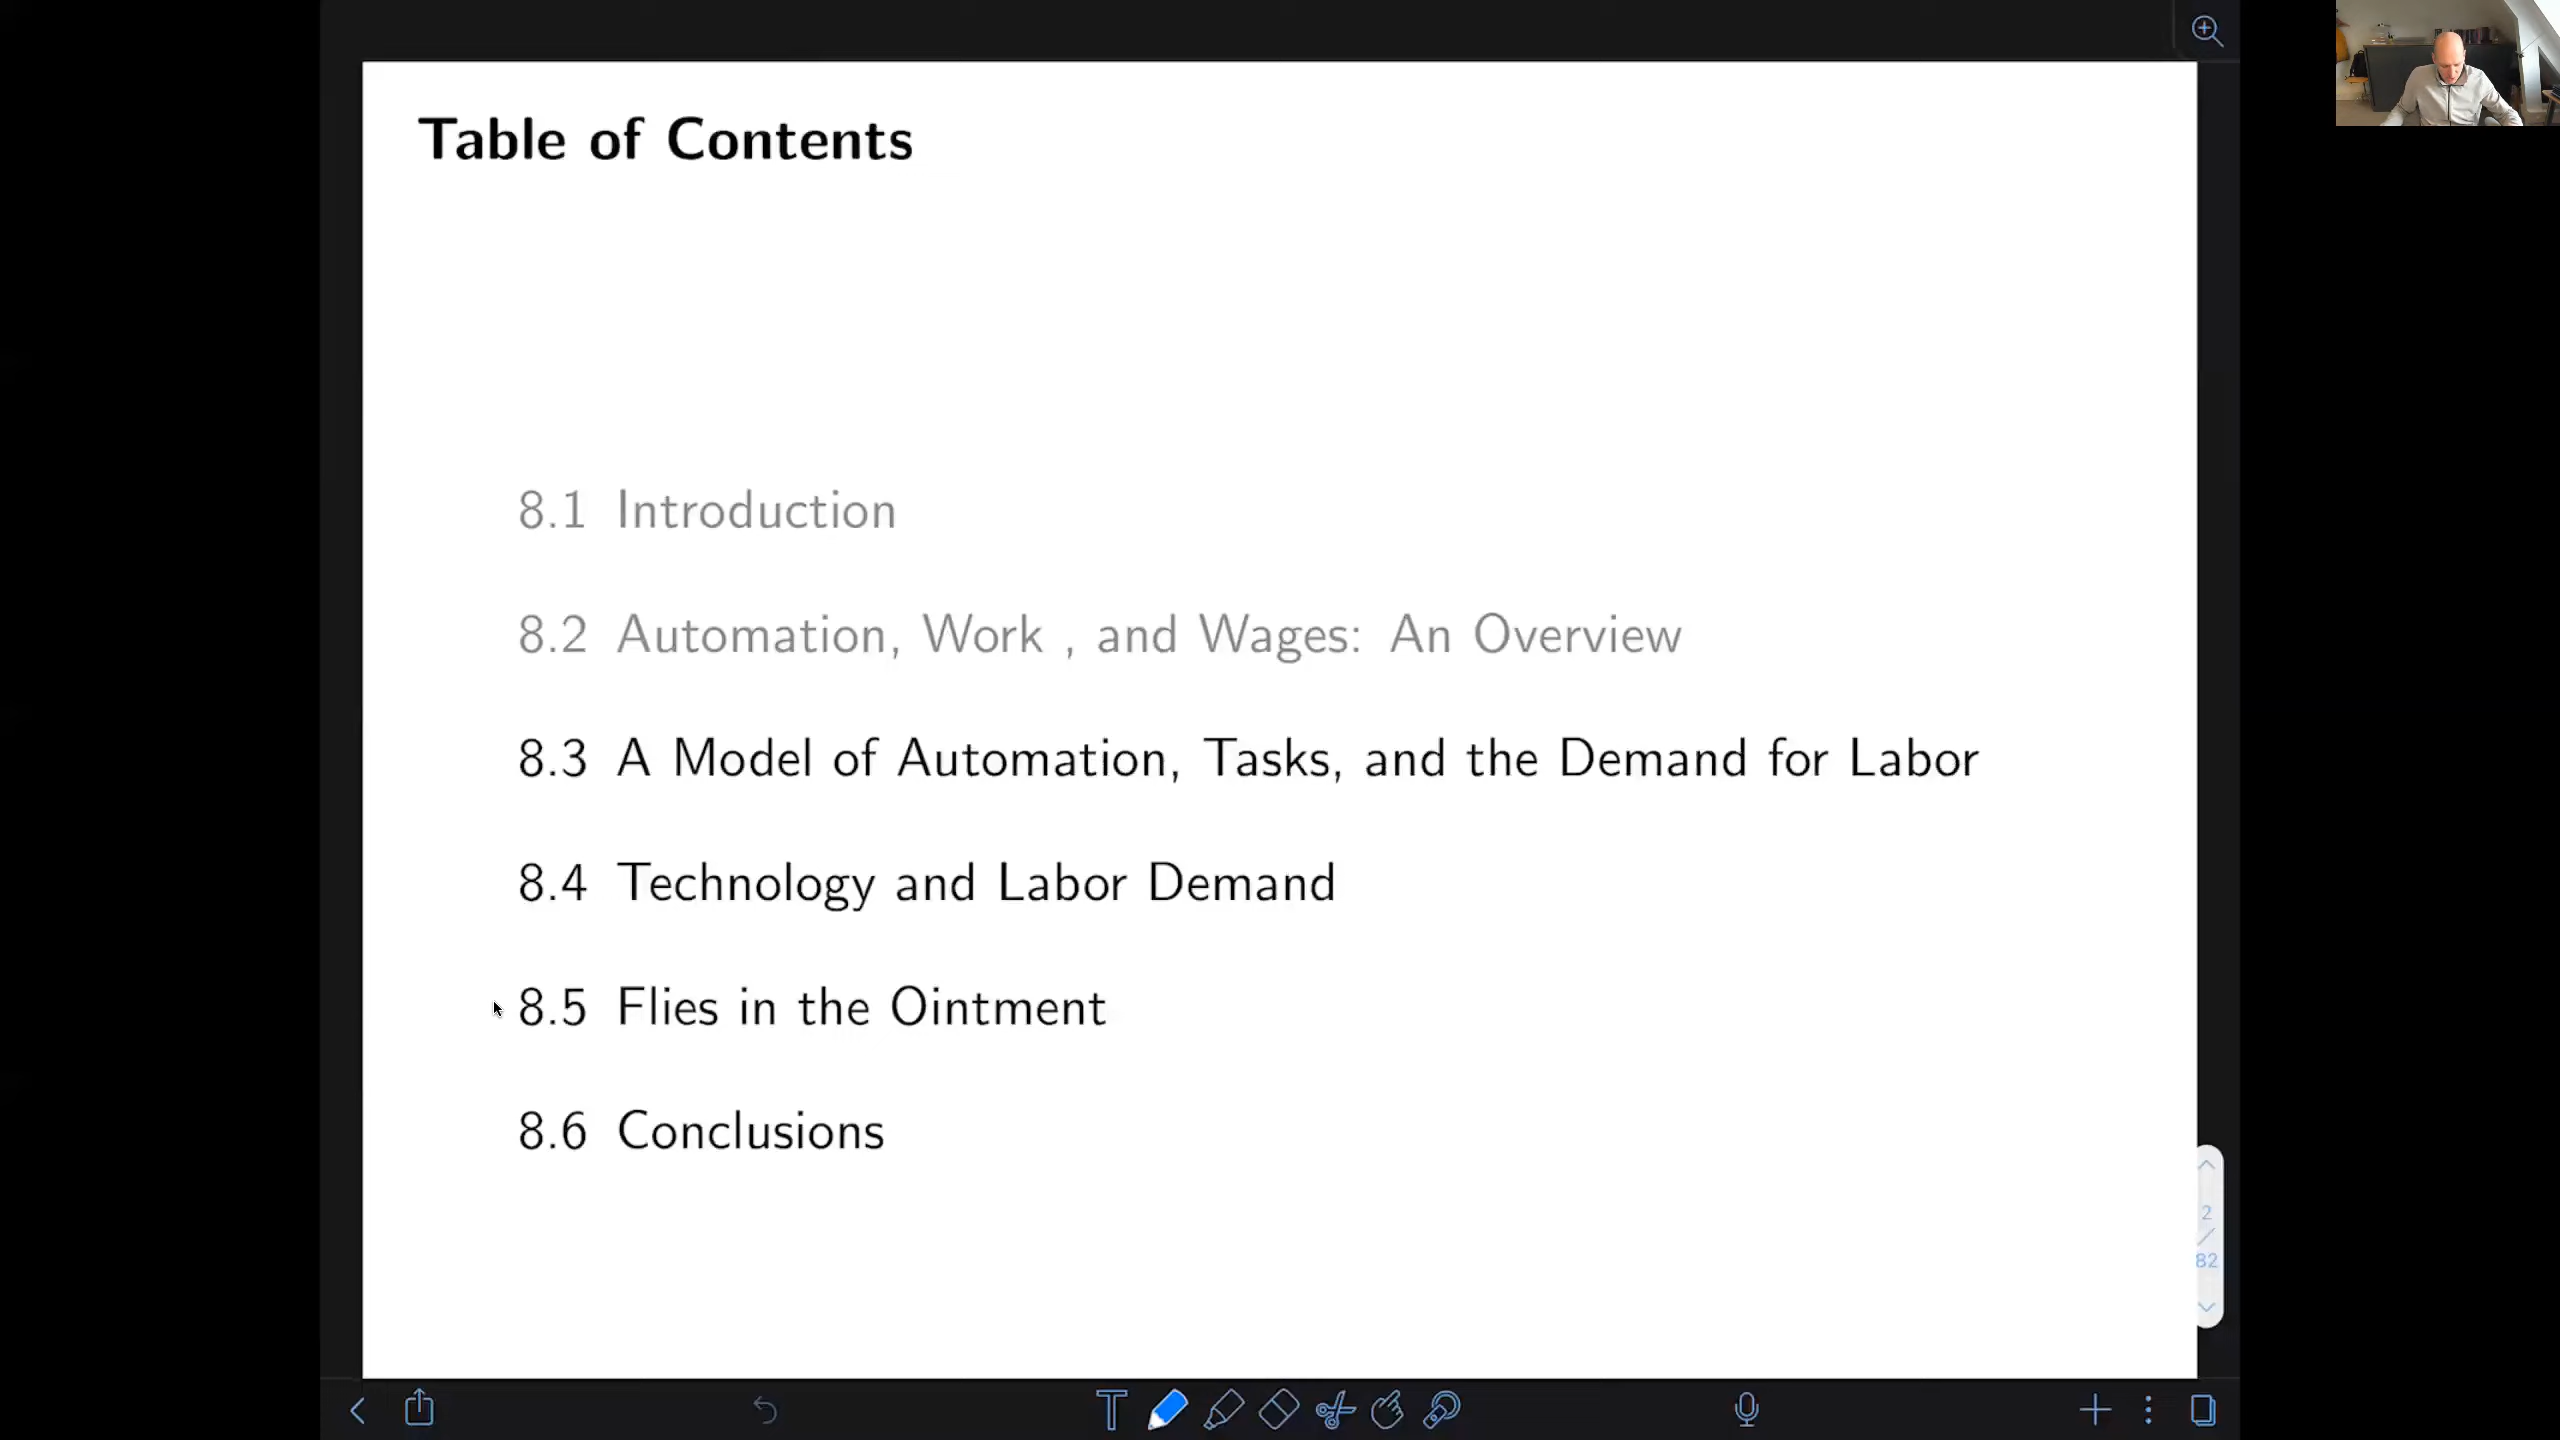 Table of Contents
8.1 Introduction
8.2 Automation, Work , and Wages: An Overview
8.3 A Model of Automation, Tasks, and the Demand for Labor
8.4 Technology and Labor Demand
8.5 Flies in the Ointment
8.6 Conclusions
2
/
82